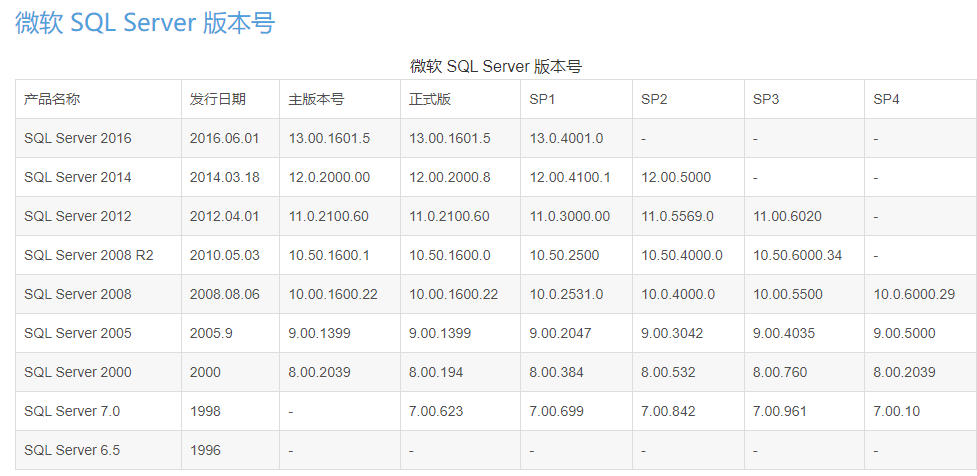 微软 SQL Server 版本号
微软 SQL Server 版本号
产品名称 发行日期 主版本号 正式版 SP1 SP2 SP3 SP4
SQL Server 2016 2016.06.01 13.00.1601.5 13.00.1601.5 13.0.4001.0 - - -
SQL Server 2014 2014.03.18 12.0.2000.00 12.00.2000.8 12.00.4100.1 12.00.5000 - -
SQL Server 2012 2012.04.01 11.0.2100.60 11.0.2100.60 11.0.3000.00 11.0.5569.0 11.00.6020 -
SQL Server 2008 R2 2010.05.03 10.50.1600.1 10.50.1600.0 10.50.2500 10.50.4000.0 10.50.6000.34 -
SQL Server 2008 2008.08.06 10.00.1600.22 10.00.1600.22 10.0.2531.0 10.0.4000.0 10.00.5500 10.0.6000.29
SQL Server 2005 2005.9 9.00.1399 9.00.1399 9.00.2047 9.00.3042 9.00.4035 9.00.5000
SQL Server 2000 2000 8.00.2039 8.00.194 8.00.384 8.00.532 8.00.760 8.00.2039
SQL Server 7.0 1998 - 7.00.623 7.00.699 7.00.842 7.00.961 7.00.10
SQL Server 6.5 1996 - - - - - -